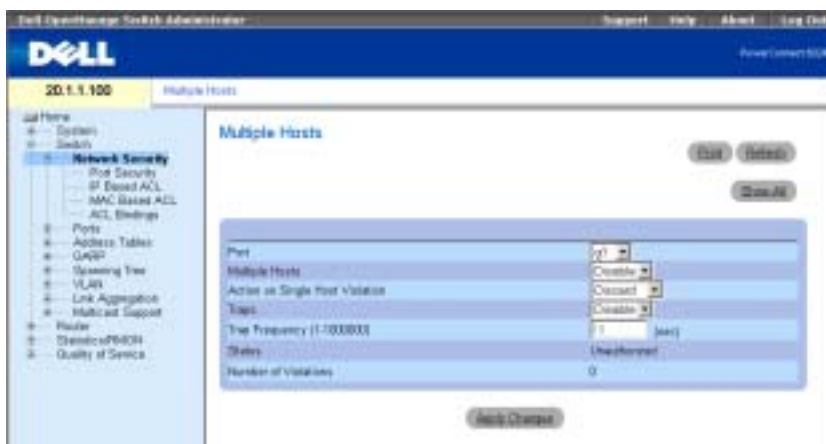 Dell OpenManage Switch Administrator
Support Help About Log Out
DELL
PowerConnect
20.1.1.100
Multiple Hosts
Home
System
Switch
Network Security
Port Security
IP Based ACL
MAC Based ACL
ACL Bindings
Ports
Address Tables
GARP
Spanning Tree
VLAN
Link Aggregation
Multicast Support
Router
Statistics/RMON
Quality of Service
Multiple Hosts
Print Refresh
Show All
Port g1
Multiple Hosts Disable
Action on Single Host Violation Discard
Traps Disable
Trap Frequency (1-1000000) (sec)
Status Unauthorized
Number of Violations 0
Apply Changes